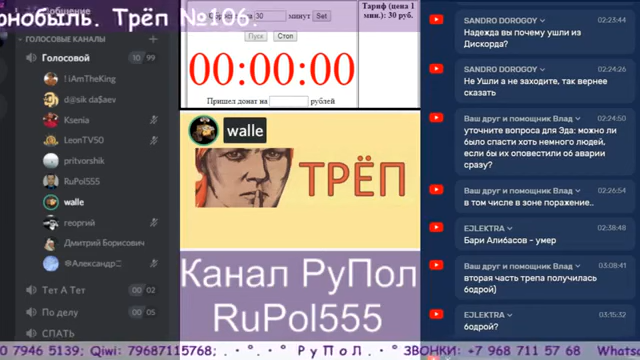 рнобыль. Трёп №106.
ГОЛОСОВЫЕ КАНАЛЫ
Голосовой 10 99
! iAmTheKing
d@sik da$aev
Ksenia
LeonTV50
pritvorshik
RuPol555
walle
георгий
Дмитрий Борисович
Александр
Тет А Тет 00 02
По делу 00 05
СПАТЬ
30 минут Set
Пуск Стоп
00:00:00
Пришел донат на рублей
Тариф (цена 1
мин.): 30 руб.
walle
ТРЁП
Канал РуПол
RuPol555
SANDRO DOROGOY 02:23:44
Надежда вы почему ушли из
Дискорда?
SANDRO DOROGOY 02:24:26
Не Ушли а не заходите, так вернее
сказать
Ваш друг и помощник Влад 02:24:50
уточните вопроса для Эда: можно ли
было спасти хоть немного людей,
если бы их оповестили об аварии
сразу?
Ваш друг и помощник Влад 02:26:54
в том числе в зоне поражение..
EJLEKTRA 02:38:48
Бари Алибасов - умер
Ваш друг и помощник Влад 03:08:41
вторая часть трепа получилась
бодрой)
EJLEKTRA 03:15:32
бодрой?
0 7946 5139; Qiwi: 79687115768; . • °. • ° Р у П о Л . • ° ЗВОНКИ: +7 968 711 57 68 Whats